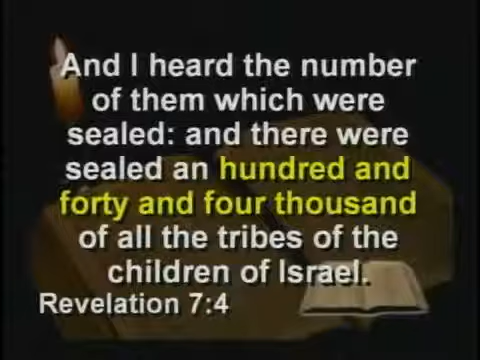 And I heard the number
of them which were
sealed: and there were
sealed an hundred and
forty and four thousand
of all the tribes of the
children of Israel.
Revelation 7:4